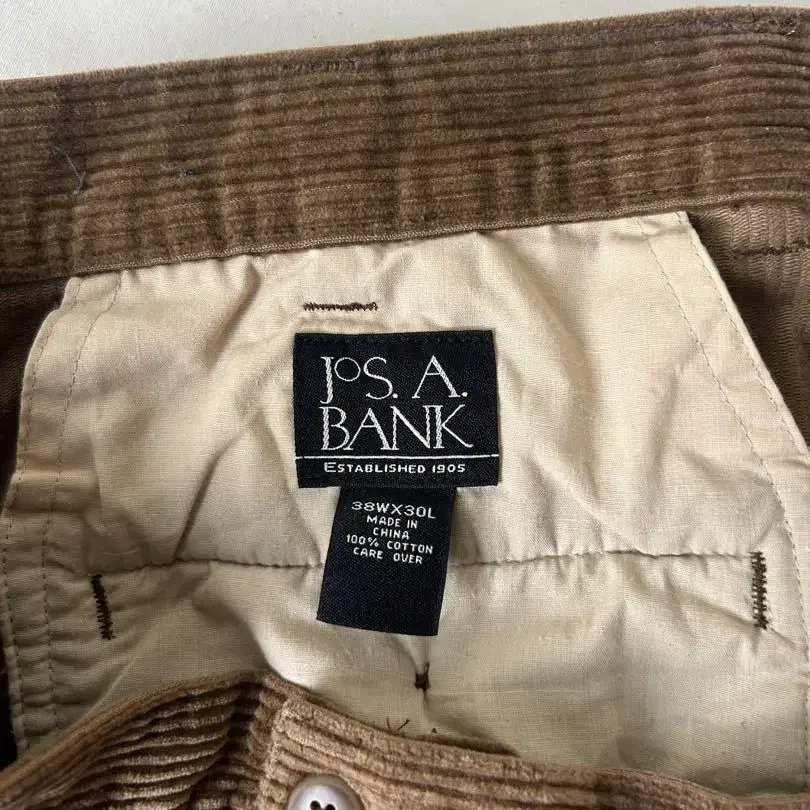 JOS. A.
BANK
ESTABLISHED 1905
38WX30L
MADE IN
CHINA
100% COTTON
CARE OVER